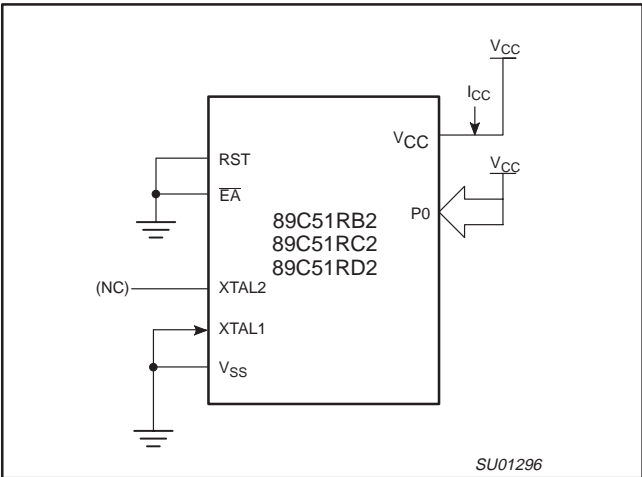 VCC
ICC
VCC
RST
VCC
EA
P0
89C51RB2
89C51RC2
89C51RD2
(NC)
XTAL2
XTAL1
VSS
SU01296